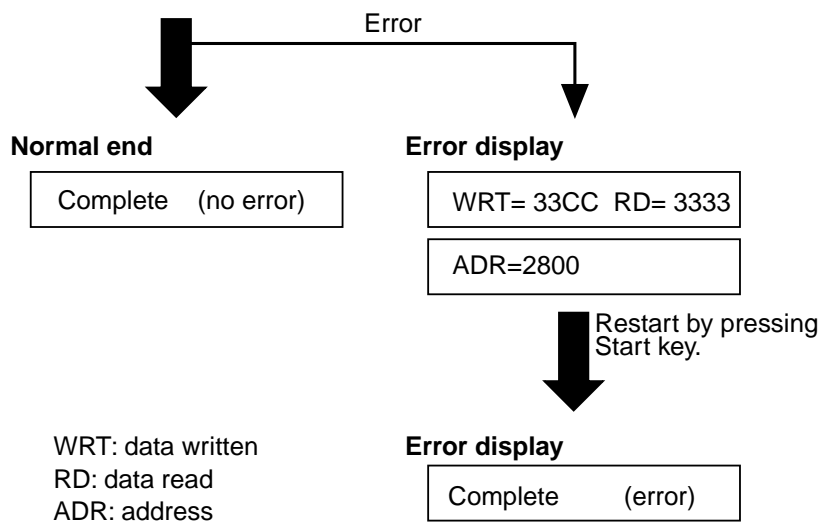 Error
Normal end
Complete (no error)
Error display
WRT= 33CC RD= 3333
ADR=2800
Restart by pressing
Start key.
WRT: data written
RD: data read
ADR: address
Error display
Complete (error)